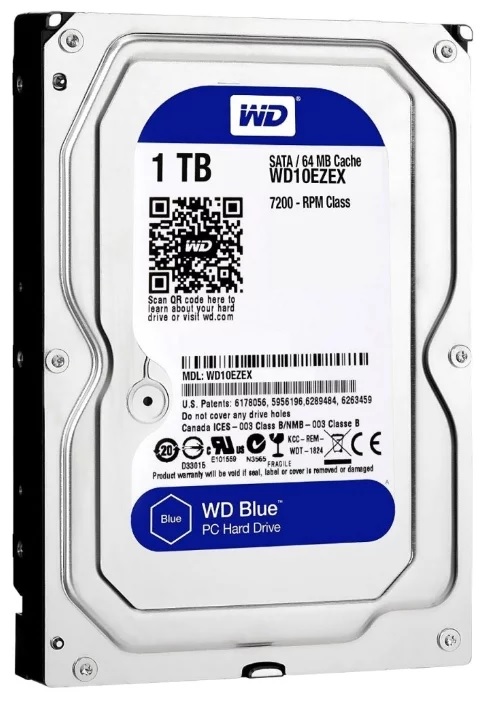 WD®
1 TB
SATA / 64 MB Cache
WD10EZEX
7200 - RPM Class
WD
Scan QR code here to
learn about your hard
drive or visit wd.com
MDL: WD10EZEX
U.S. Patents: 6178056, 5956196,6289484, 6263459
Do not cover any drive holes
Canada ICES - 003 Class B/NMB - 003 Classe B
20
KCC - REM -
WDT - 1824
D33015 E101559 N3565 FRAGILE
Product warranty will be void if seal, label or cover is removed or damaged
Blue
WD Blue™
PC Hard Drive